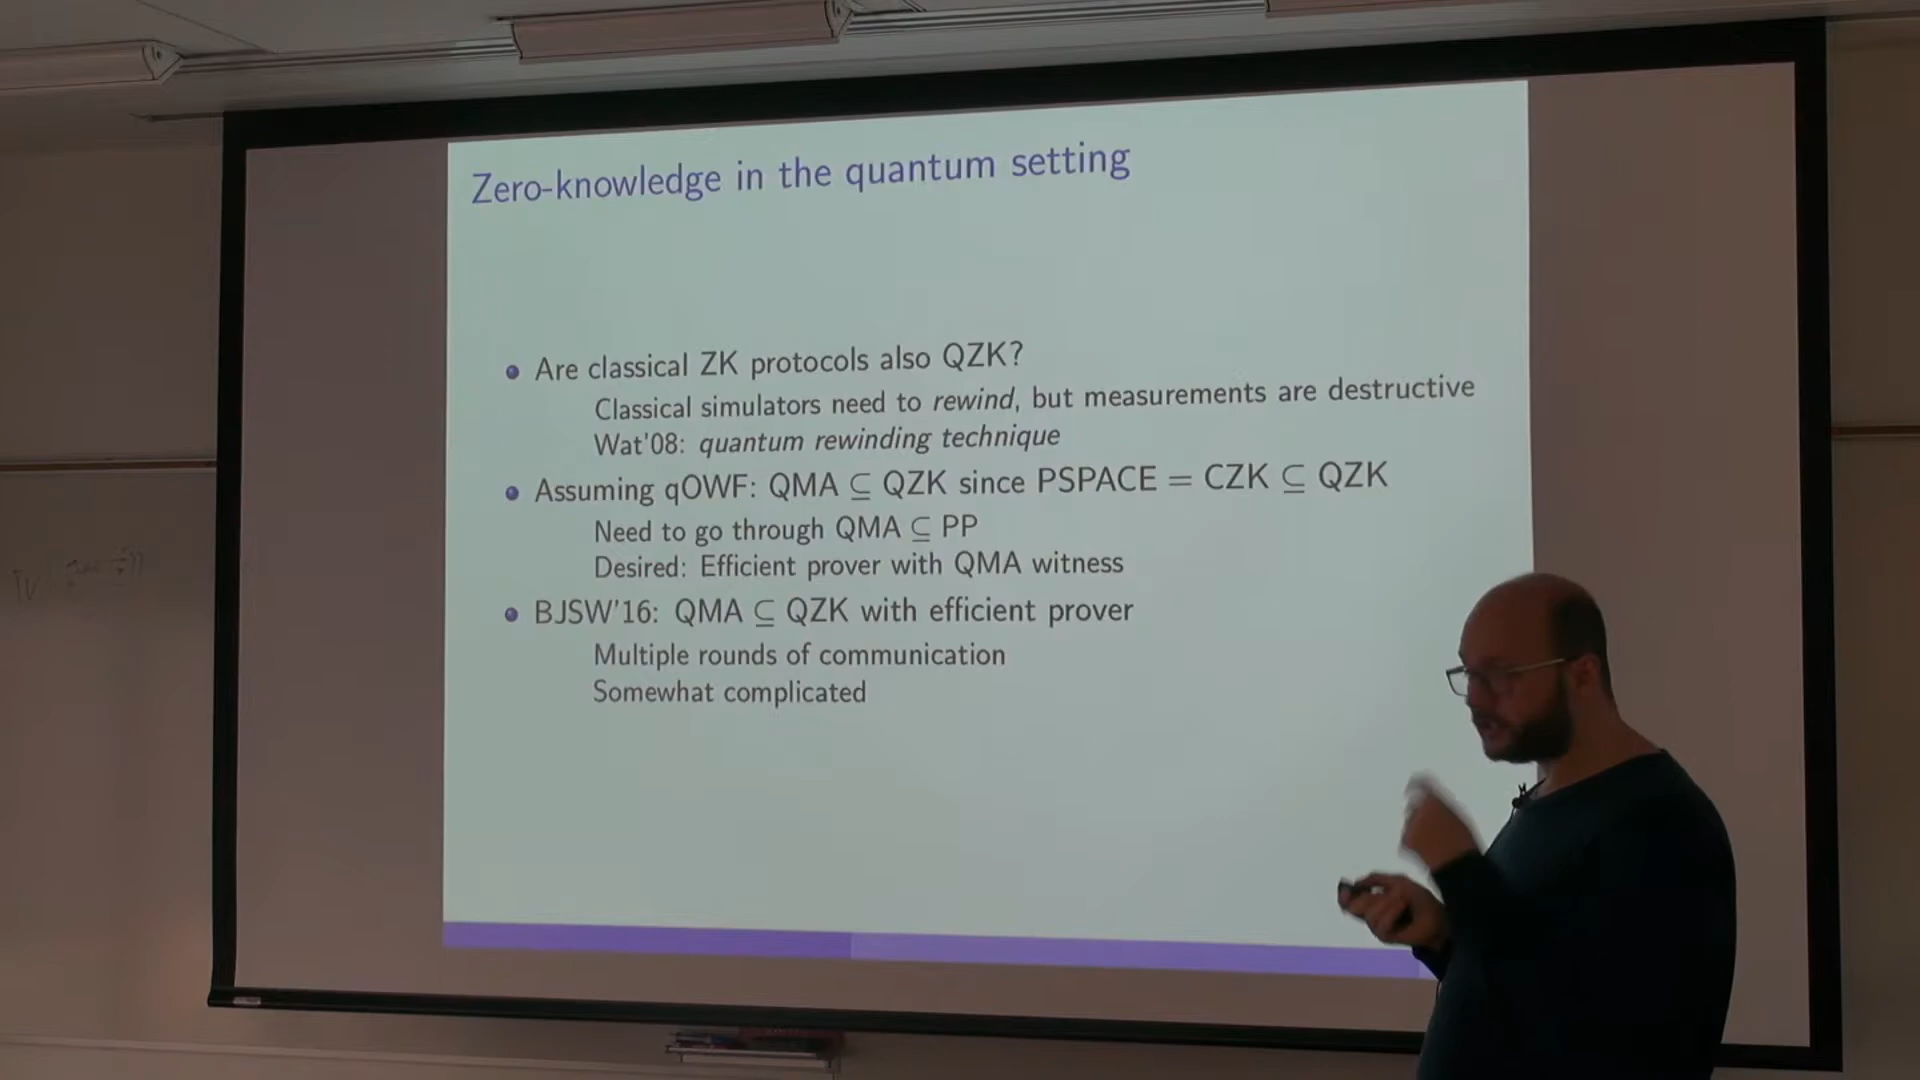 Zero-knowledge in the quantum setting
Are classical ZK protocols also QZK?
Classical simulators need to rewind, but measurements are destructive
Wat'08: quantum rewinding technique
Assuming qOWF: QMA ⊆ QZK since PSPACE = CZK ⊆ QZK
Need to go through QMA ⊆ PP
Desired: Efficient prover with QMA witness
BJSW'16: QMA ⊆ QZK with efficient prover
Multiple rounds of communication
Somewhat complicated